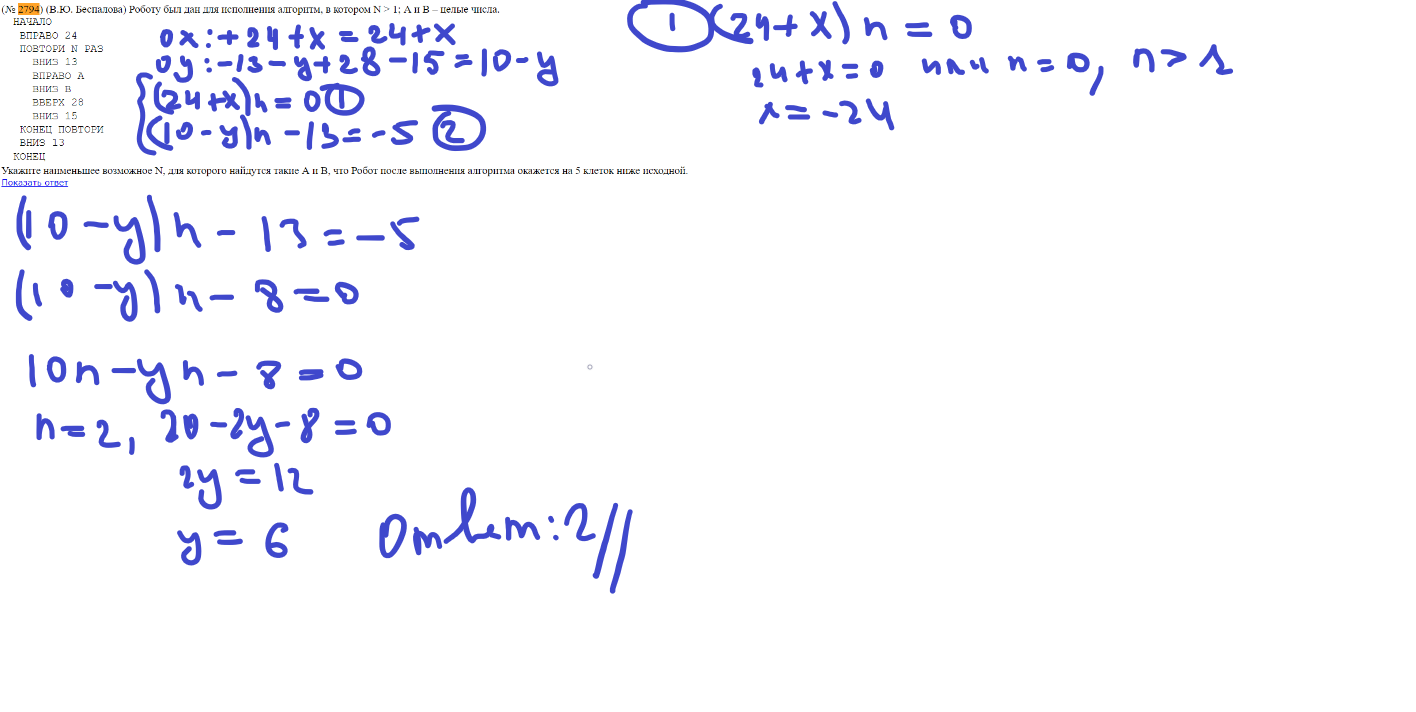 (№ 2794) (В.Ю. Беспалова) Роботу был дан для исполнения алгоритм, в котором N > 1; A и B – целые числа.
НАЧАЛО
ВПРАВО 24
ПОВТОРИ N РАЗ
ВНИЗ 13
ВПРАВО A
ВНИЗ B
ВВЕРХ 28
ВНИЗ 15
КОНЕЦ ПОВТОРИ
ВНИЗ 13
КОНЕЦ
0x:+24+x=24+x
0y:-13-y+28-15=10-y
(24+x)n=0 1
(10-y)n-13=-5 2
1 (24+x)n=0
24+x=0 или n=0, n>1
x=-24
Укажите наименьшее возможное N, для которого найдутся такие A и B, что Робот после выполнения алгоритма окажется на 5 клеток ниже исходной.
Показать ответ
(10-y)n-13=-5
(10-y)n-8=0
10n-yn-8=0
n=2, 20-2y-8=0
2y=12
y=6
Ответ:2//